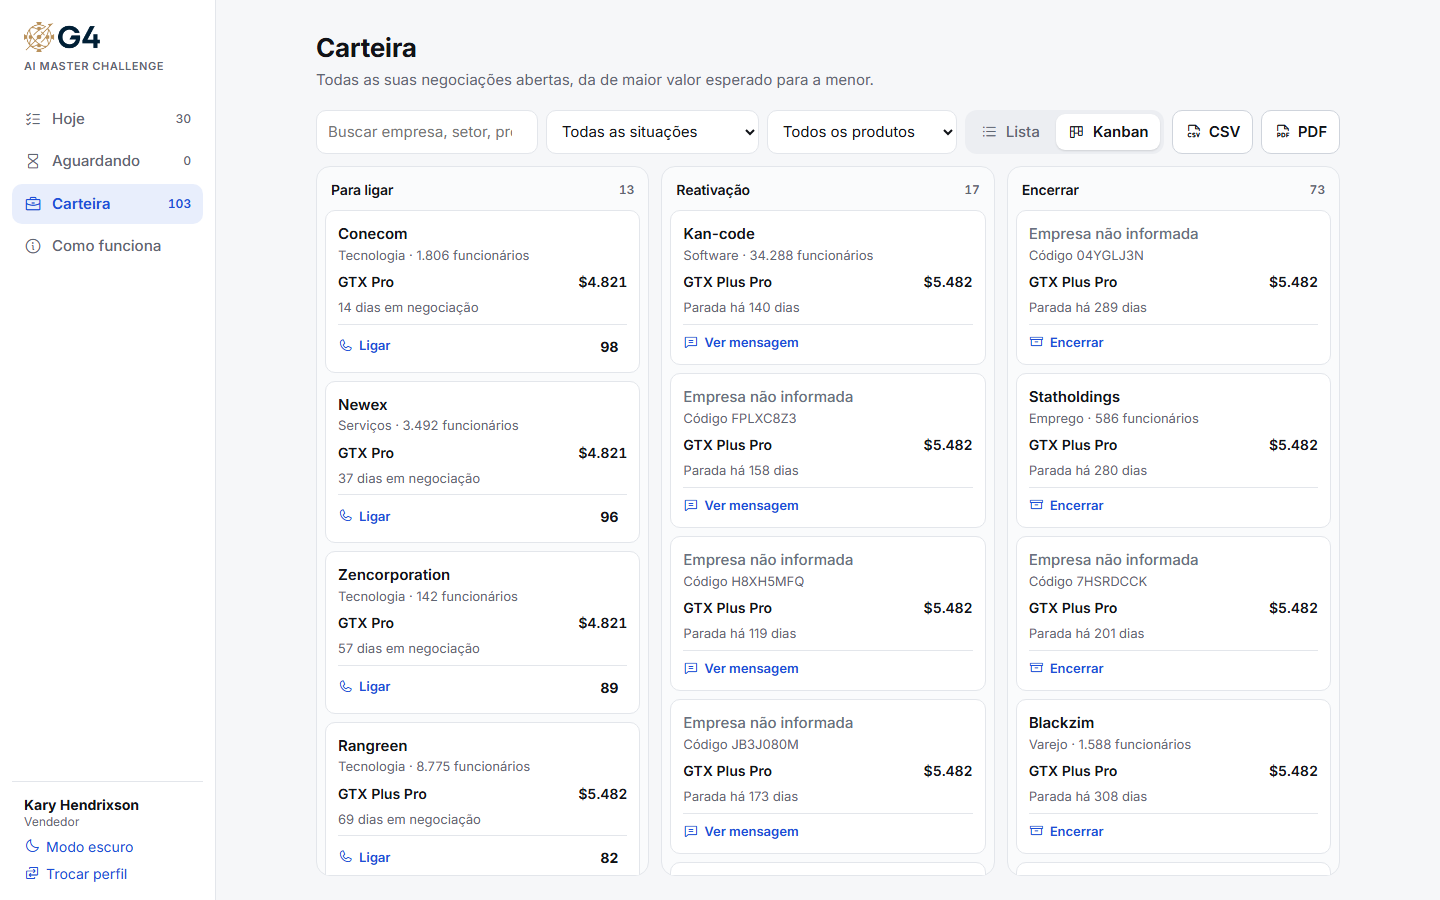 G4
AI MASTER CHALLENGE
Hoje 30
Aguardando 0
Carteira 103
Como funciona
Kary Hendrixson
Vendedor
Modo escuro
Trocar perfil
Carteira
Todas as suas negociações abertas, da de maior valor esperado para a menor.
Buscar empresa, setor, pro
Todas as situações
Todos os produtos
Lista
Kanban
CSV
PDF
Para ligar 13
Conecom
Tecnologia · 1.806 funcionários
GTX Pro $4.821
14 dias em negociação
Ligar 98
Newex
Serviços · 3.492 funcionários
GTX Pro $4.821
37 dias em negociação
Ligar 96
Zencorporation
Tecnologia · 142 funcionários
GTX Pro $4.821
57 dias em negociação
Ligar 89
Rangreen
Tecnologia · 8.775 funcionários
GTX Plus Pro $5.482
69 dias em negociação
Ligar 82
Reativação 17
Kan-code
Software · 34.288 funcionários
GTX Plus Pro $5.482
Parada há 140 dias
Ver mensagem
Empresa não informada
Código FPLXC8Z3
GTX Plus Pro $5.482
Parada há 158 dias
Ver mensagem
Empresa não informada
Código H8XH5MFQ
GTX Plus Pro $5.482
Parada há 119 dias
Ver mensagem
Empresa não informada
Código JB3J080M
GTX Plus Pro $5.482
Parada há 173 dias
Ver mensagem
Encerrar 73
Empresa não informada
Código 04YGLJ3N
GTX Plus Pro $5.482
Parada há 289 dias
Encerrar
Statholdings
Emprego · 586 funcionários
GTX Plus Pro $5.482
Parada há 280 dias
Encerrar
Empresa não informada
Código 7HSRDCCK
GTX Plus Pro $5.482
Parada há 201 dias
Encerrar
Blackzim
Varejo · 1.588 funcionários
GTX Plus Pro $5.482
Parada há 308 dias
Encerrar